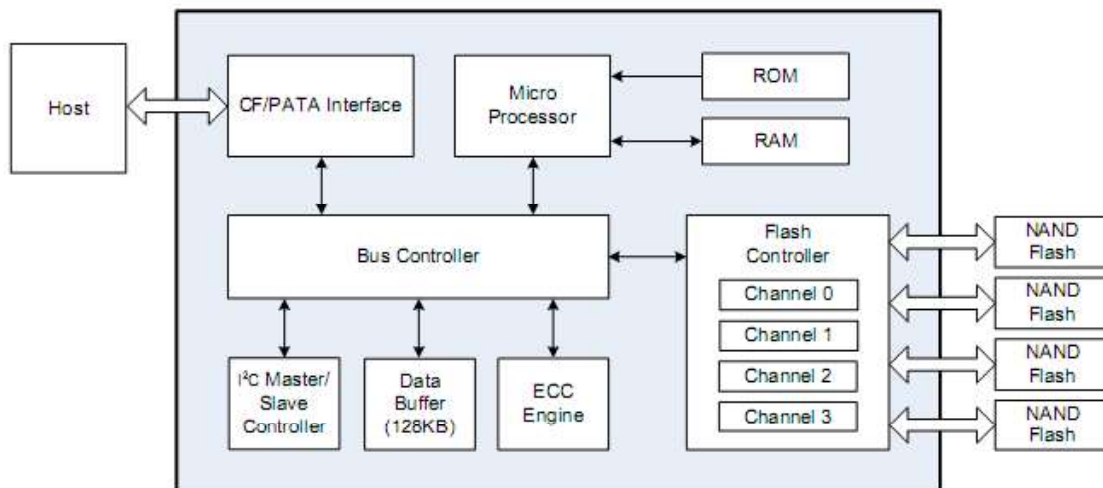 Host
CF/PATA Interface
Micro
Processor
ROM
RAM
Bus Controller
Flash
Controller
Channel 0
Channel 1
Channel 2
Channel 3
NAND
Flash
NAND
Flash
NAND
Flash
NAND
Flash
I²C Master/
Slave
Controller
Data
Buffer
(128KB)
ECC
Engine